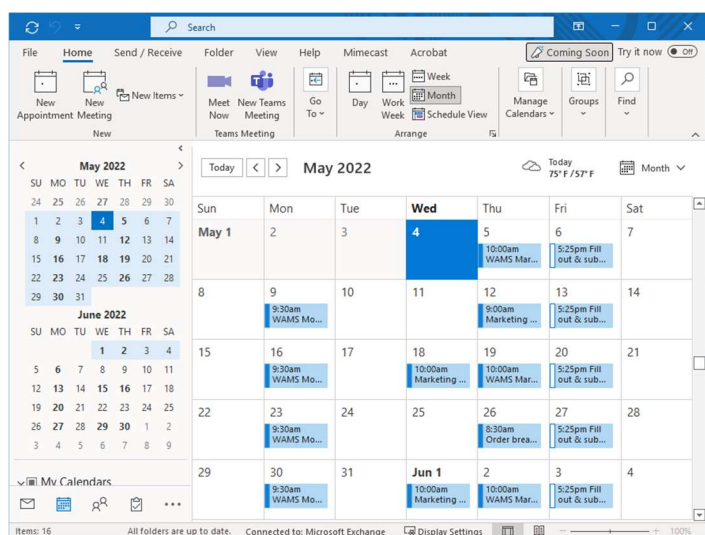 Search
File Home Send / Receive Folder View Help Mimecast Acrobat Coming Soon Try it now Off
New Appointment
New Meeting
New Items
New
Meet Now
New Teams Meeting
Teams Meeting
Go To
Day
Work Week
Week
Month
Schedule View
Arrange
Manage Calendars
Groups
Find
May 2022
SU MO TU WE TH FR SA
24 25 26 27 28 29 30
1 2 3 4 5 6 7
8 9 10 11 12 13 14
15 16 17 18 19 20 21
22 23 24 25 26 27 28
29 30 31
June 2022
SU MO TU WE TH FR SA
1 2 3 4
5 6 7 8 9 10 11
12 13 14 15 16 17 18
19 20 21 22 23 24 25
26 27 28 29 30 1 2
3 4 5 6 7 8 9
My Calendars
Today May 2022 Today 75° F / 57° F Month
Sun Mon Tue Wed Thu Fri Sat
May 1 2 3 4 5 6 7
10:00am WAMS Mar...
5:25pm Fill out & sub...
8 9 10 11 12 13 14
9:30am WAMS Mo...
9:00am Marketing ...
5:25pm Fill out & sub...
15 16 17 18 19 20 21
9:30am WAMS Mo...
10:00am Marketing ...
10:00am WAMS Mar...
5:25pm Fill out & sub...
22 23 24 25 26 27 28
9:30am WAMS Mo...
8:30am Order brea...
5:25pm Fill out & sub...
29 30 31 Jun 1 2 3 4
9:30am WAMS Mo...
10:00am Marketing ...
10:00am WAMS Mar...
5:25pm Fill out & sub...
Items: 16 All folders are up to date. Connected to: Microsoft Exchange Display Settings 100%